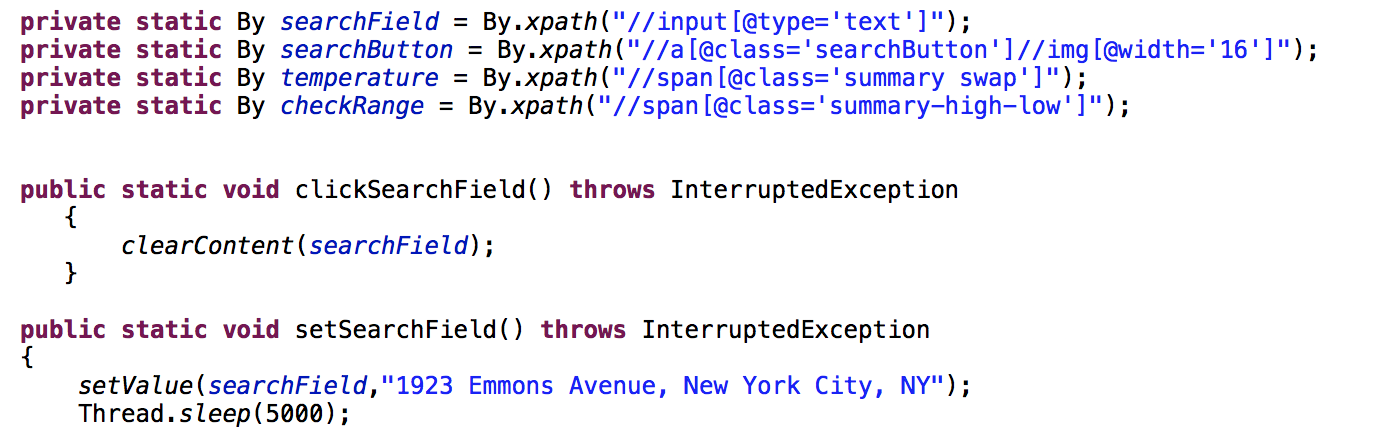 private static By searchField = By.xpath("//input[@type='text']");
private static By searchButton = By.xpath("//a[@class='searchButton']//img[@width='16']");
private static By temperature = By.xpath("//span[@class='summary swap']");
private static By checkRange = By.xpath("//span[@class='summary-high-low']");
public static void clickSearchField() throws InterruptedException
{
clearContent(searchField);
}
public static void setSearchField() throws InterruptedException
{
setValue(searchField,"1923 Emmons Avenue, New York City, NY");
Thread.sleep(5000);